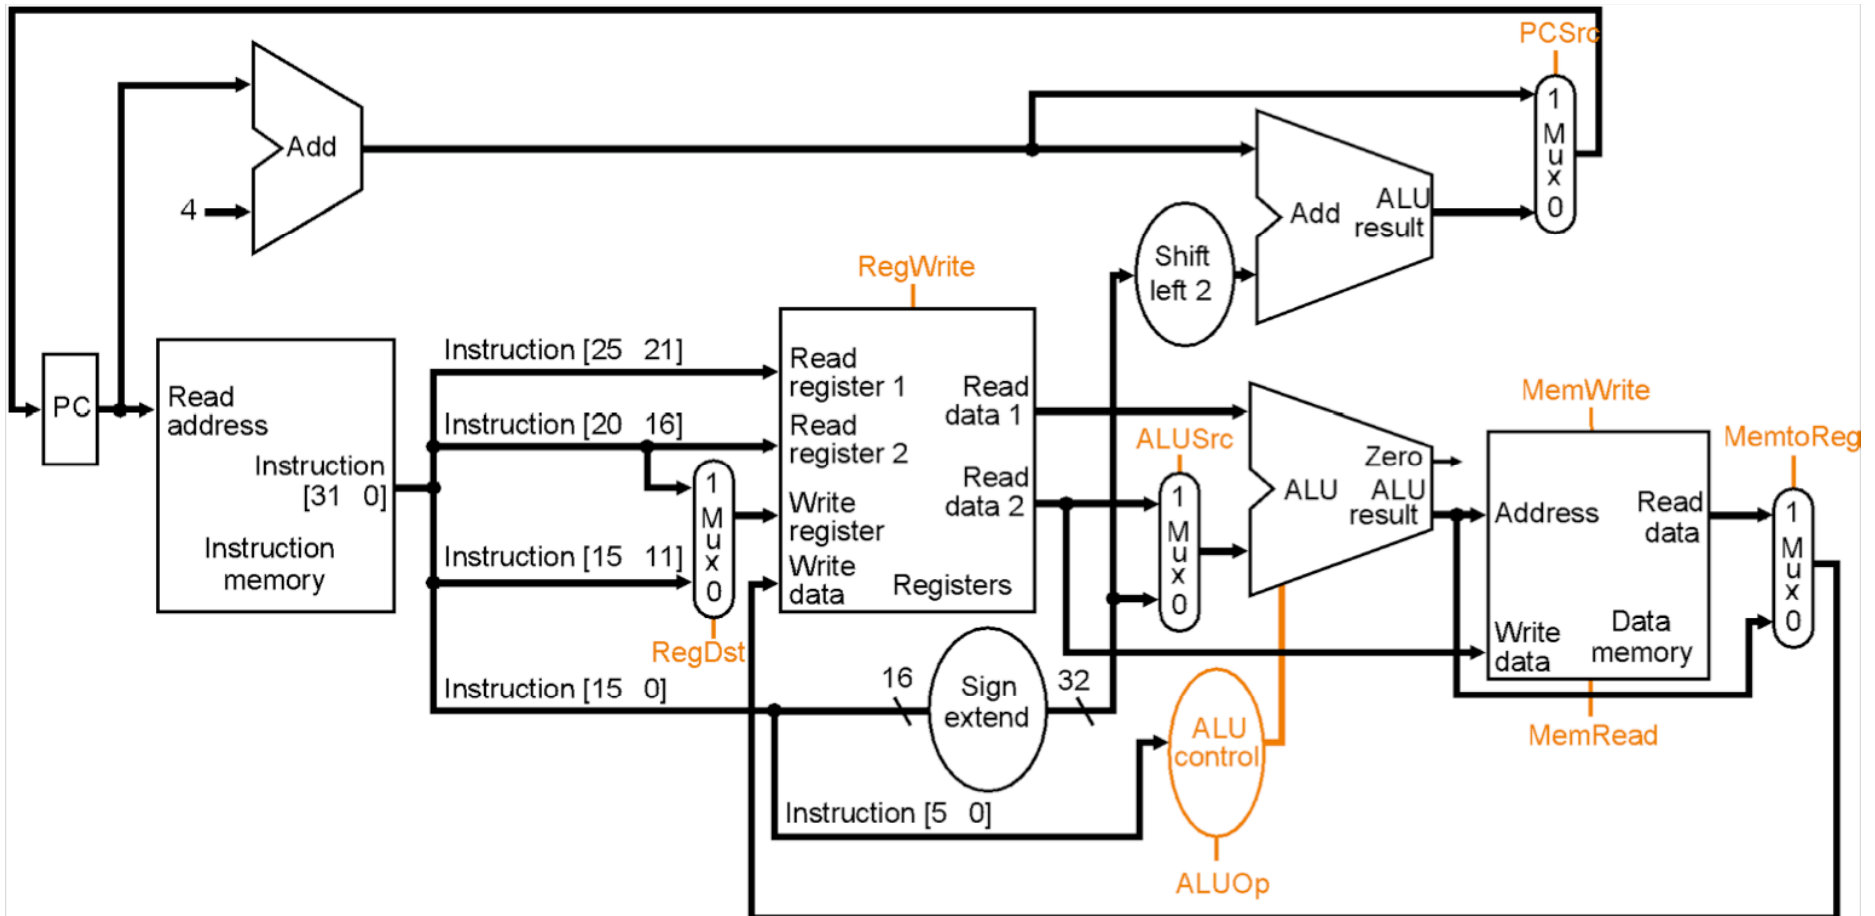 PCSrc
1
M
u
x
0
Add
4
Add
ALU
result
Shift
left 2
RegWrite
PC
Read
address
Instruction
[31 0]
Instruction
memory
Instruction [25 21]
Instruction [20 16]
1
M
u
x
0
Instruction [15 11]
RegDst
Instruction [15 0]
Read
register 1
Read
register 2
Write
register
Write
data
Read
data 1
Read
data 2
Registers
16
Sign
extend
32
Instruction [5 0]
ALUSrc
1
M
u
x
0
Zero
ALU
ALU
result
ALU
control
ALUOp
MemWrite
Address
Read
data
Write
data
Data
memory
MemRead
MemtoReg
1
M
u
x
0